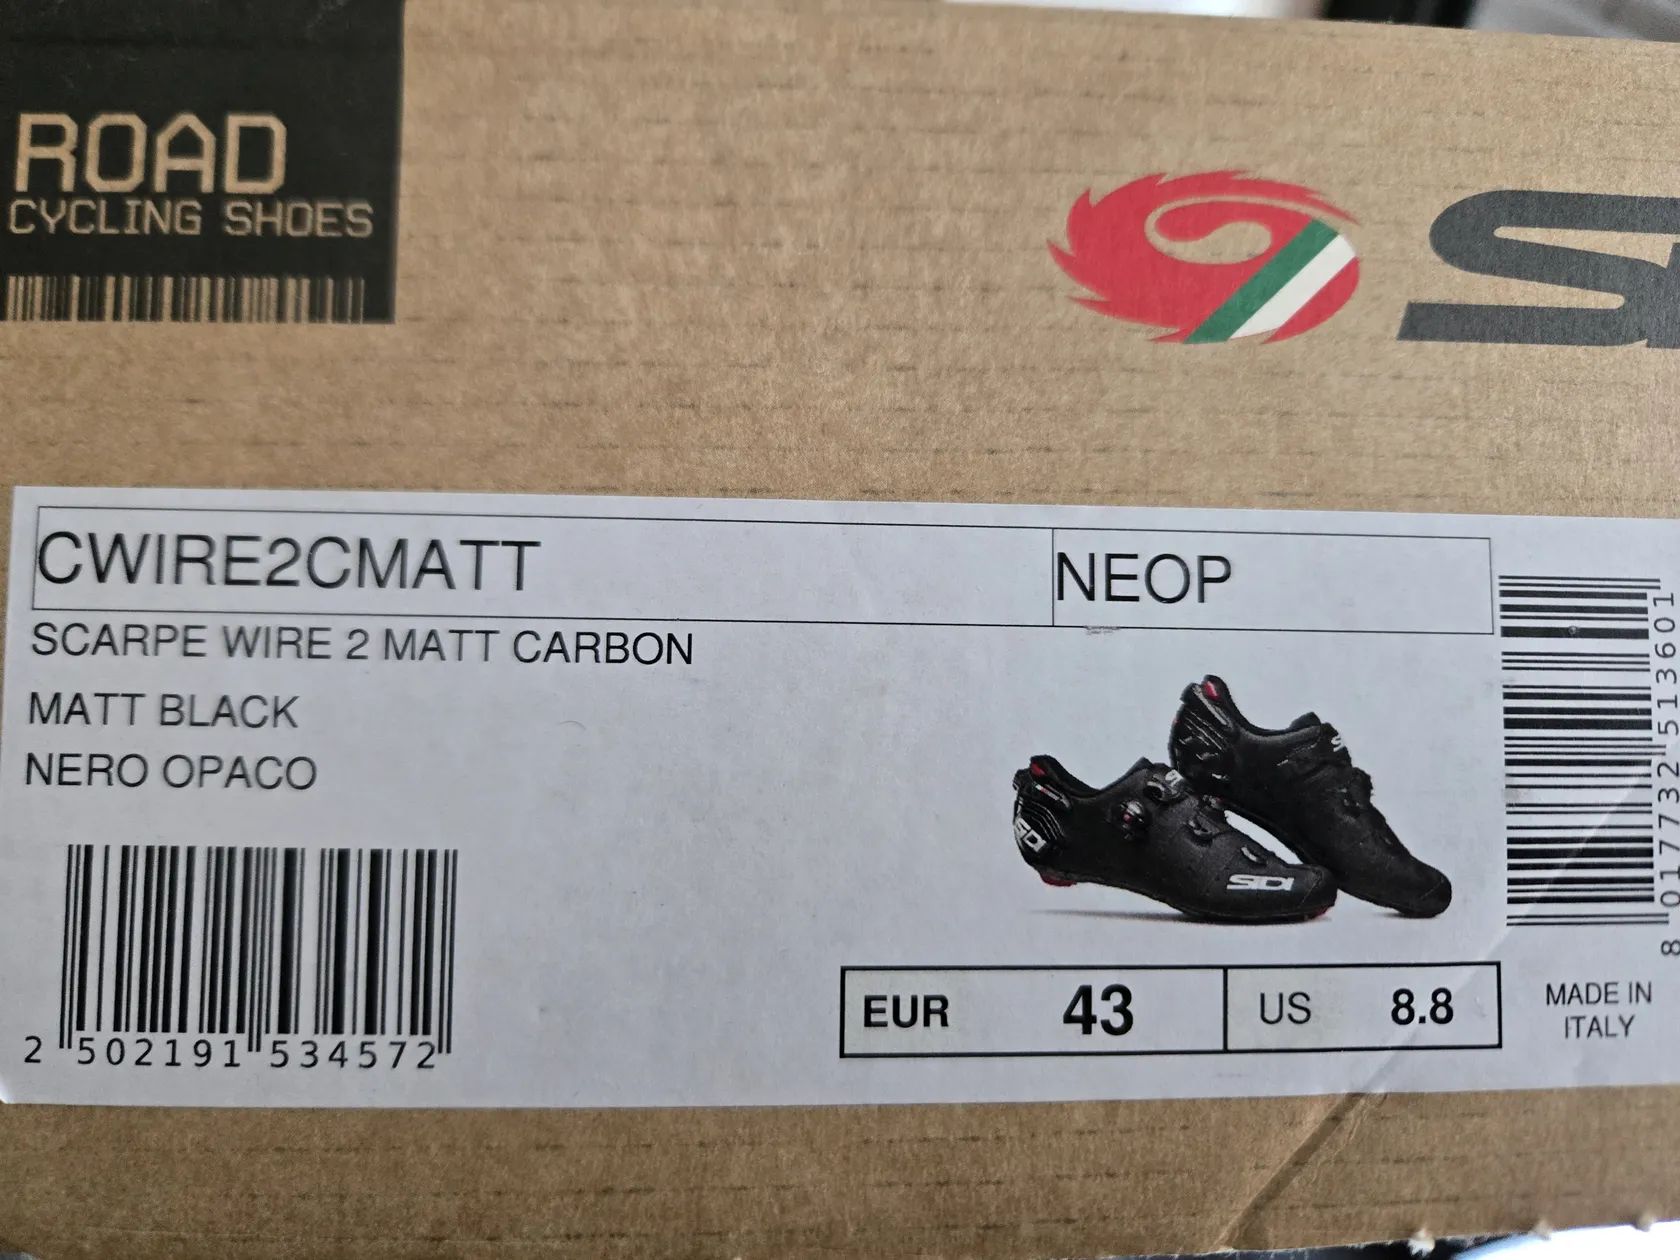 ROAD
CYCLING SHOES
CWIRE2CMATT
NEOP
SCARPE WIRE 2 MATT CARBON
MATT BLACK
NERO OPACO
SIDI
SIDI
2 502191 534572
8 017732 513601
EUR 43
US 8.8
MADE IN
ITALY